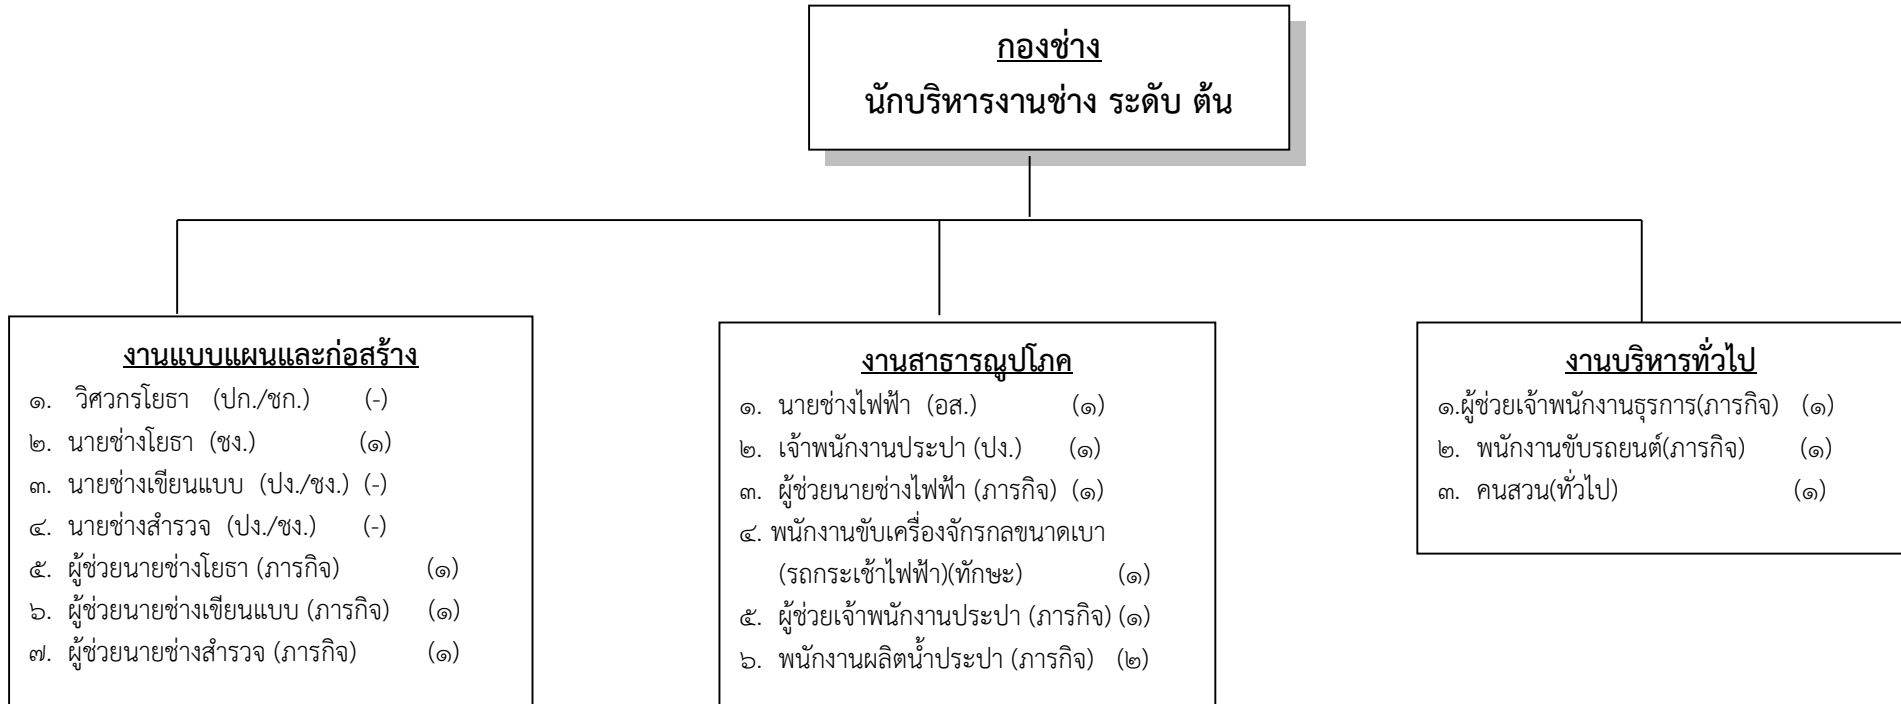 กองช่าง
นักบริหารงานช่าง ระดับ ต้น
งานแบบแผนและก่อสร้าง
๑. วิศวกรโยธา (ปก./ชก.) (-)
๒. นายช่างโยธา (ชง.) (๑)
๓. นายช่างเขียนแบบ (ปง./ชง.) (-)
๔. นายช่างสำรวจ (ปง./ชง.) (-)
๕. ผู้ช่วยนายช่างโยธา (ภารกิจ) (๑)
๖. ผู้ช่วยนายช่างเขียนแบบ (ภารกิจ) (๑)
๗. ผู้ช่วยนายช่างสำรวจ (ภารกิจ) (๑)
งานสาธารณูปโภค
๑. นายช่างไฟฟ้า (อส.) (๑)
๒. เจ้าพนักงานประปา (ปง.) (๑)
๓. ผู้ช่วยนายช่างไฟฟ้า (ภารกิจ) (๑)
๔. พนักงานขับเครื่องจักรกลขนาดเบา
(รถกระเช้าไฟฟ้า)(ทักษะ) (๑)
๕. ผู้ช่วยเจ้าพนักงานประปา (ภารกิจ) (๑)
๖. พนักงานผลิตน้ำประปา (ภารกิจ) (๒)
งานบริหารทั่วไป
๑.ผู้ช่วยเจ้าพนักงานธุรการ(ภารกิจ) (๑)
๒. พนักงานขับรถยนต์(ภารกิจ) (๑)
๓. คนสวน(ทั่วไป) (๑)